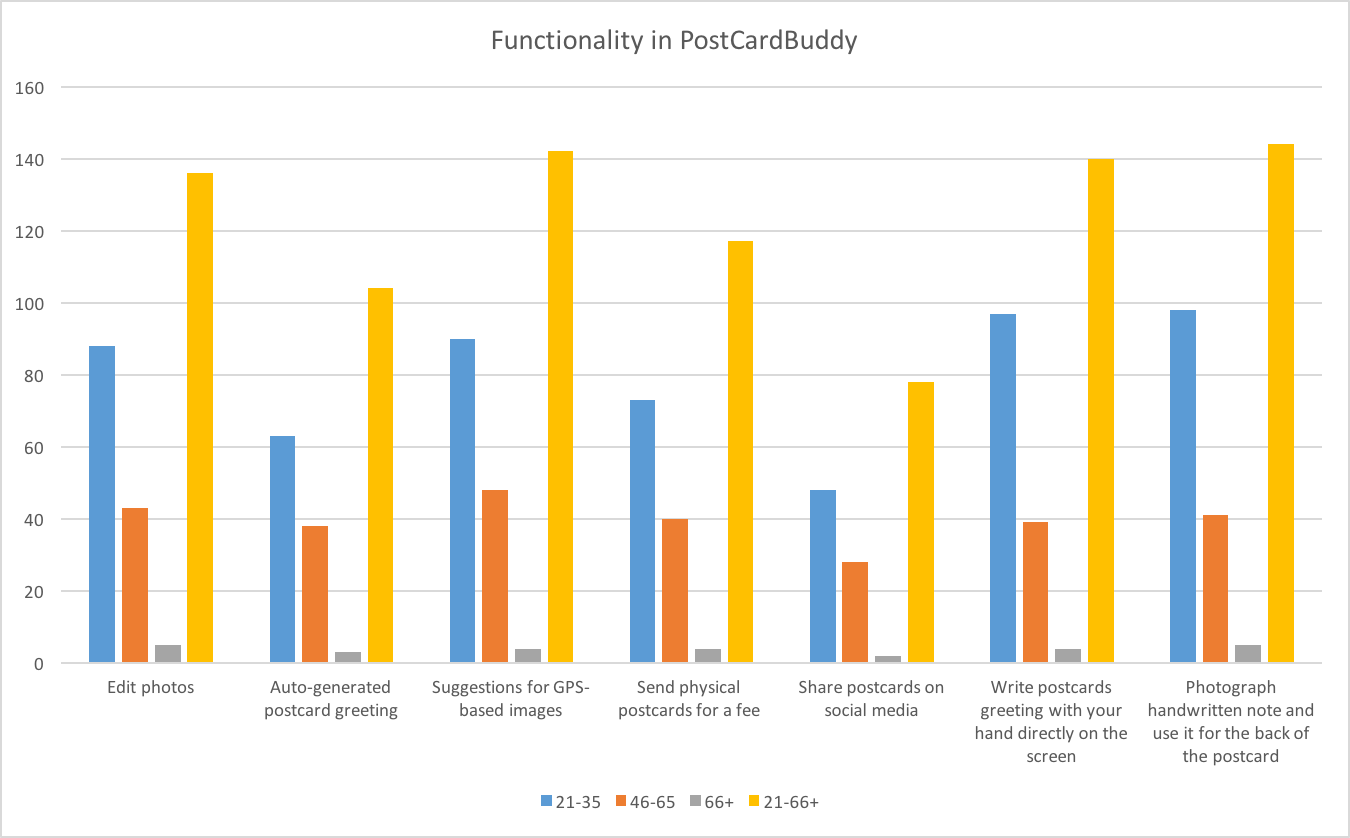 Functionality in PostCardBuddy
160
140
120
100
80
60
40
20
0
Edit photos
Auto-generated
postcard greeting
Suggestions for GPS-
based images
Send physical
postcards for a fee
Share postcards on
social media
Write postcards
greeting with your
hand directly on the
screen
Photograph
handwritten note and
use it for the back of
the postcard
21-35 46-65 66+ 21-66+